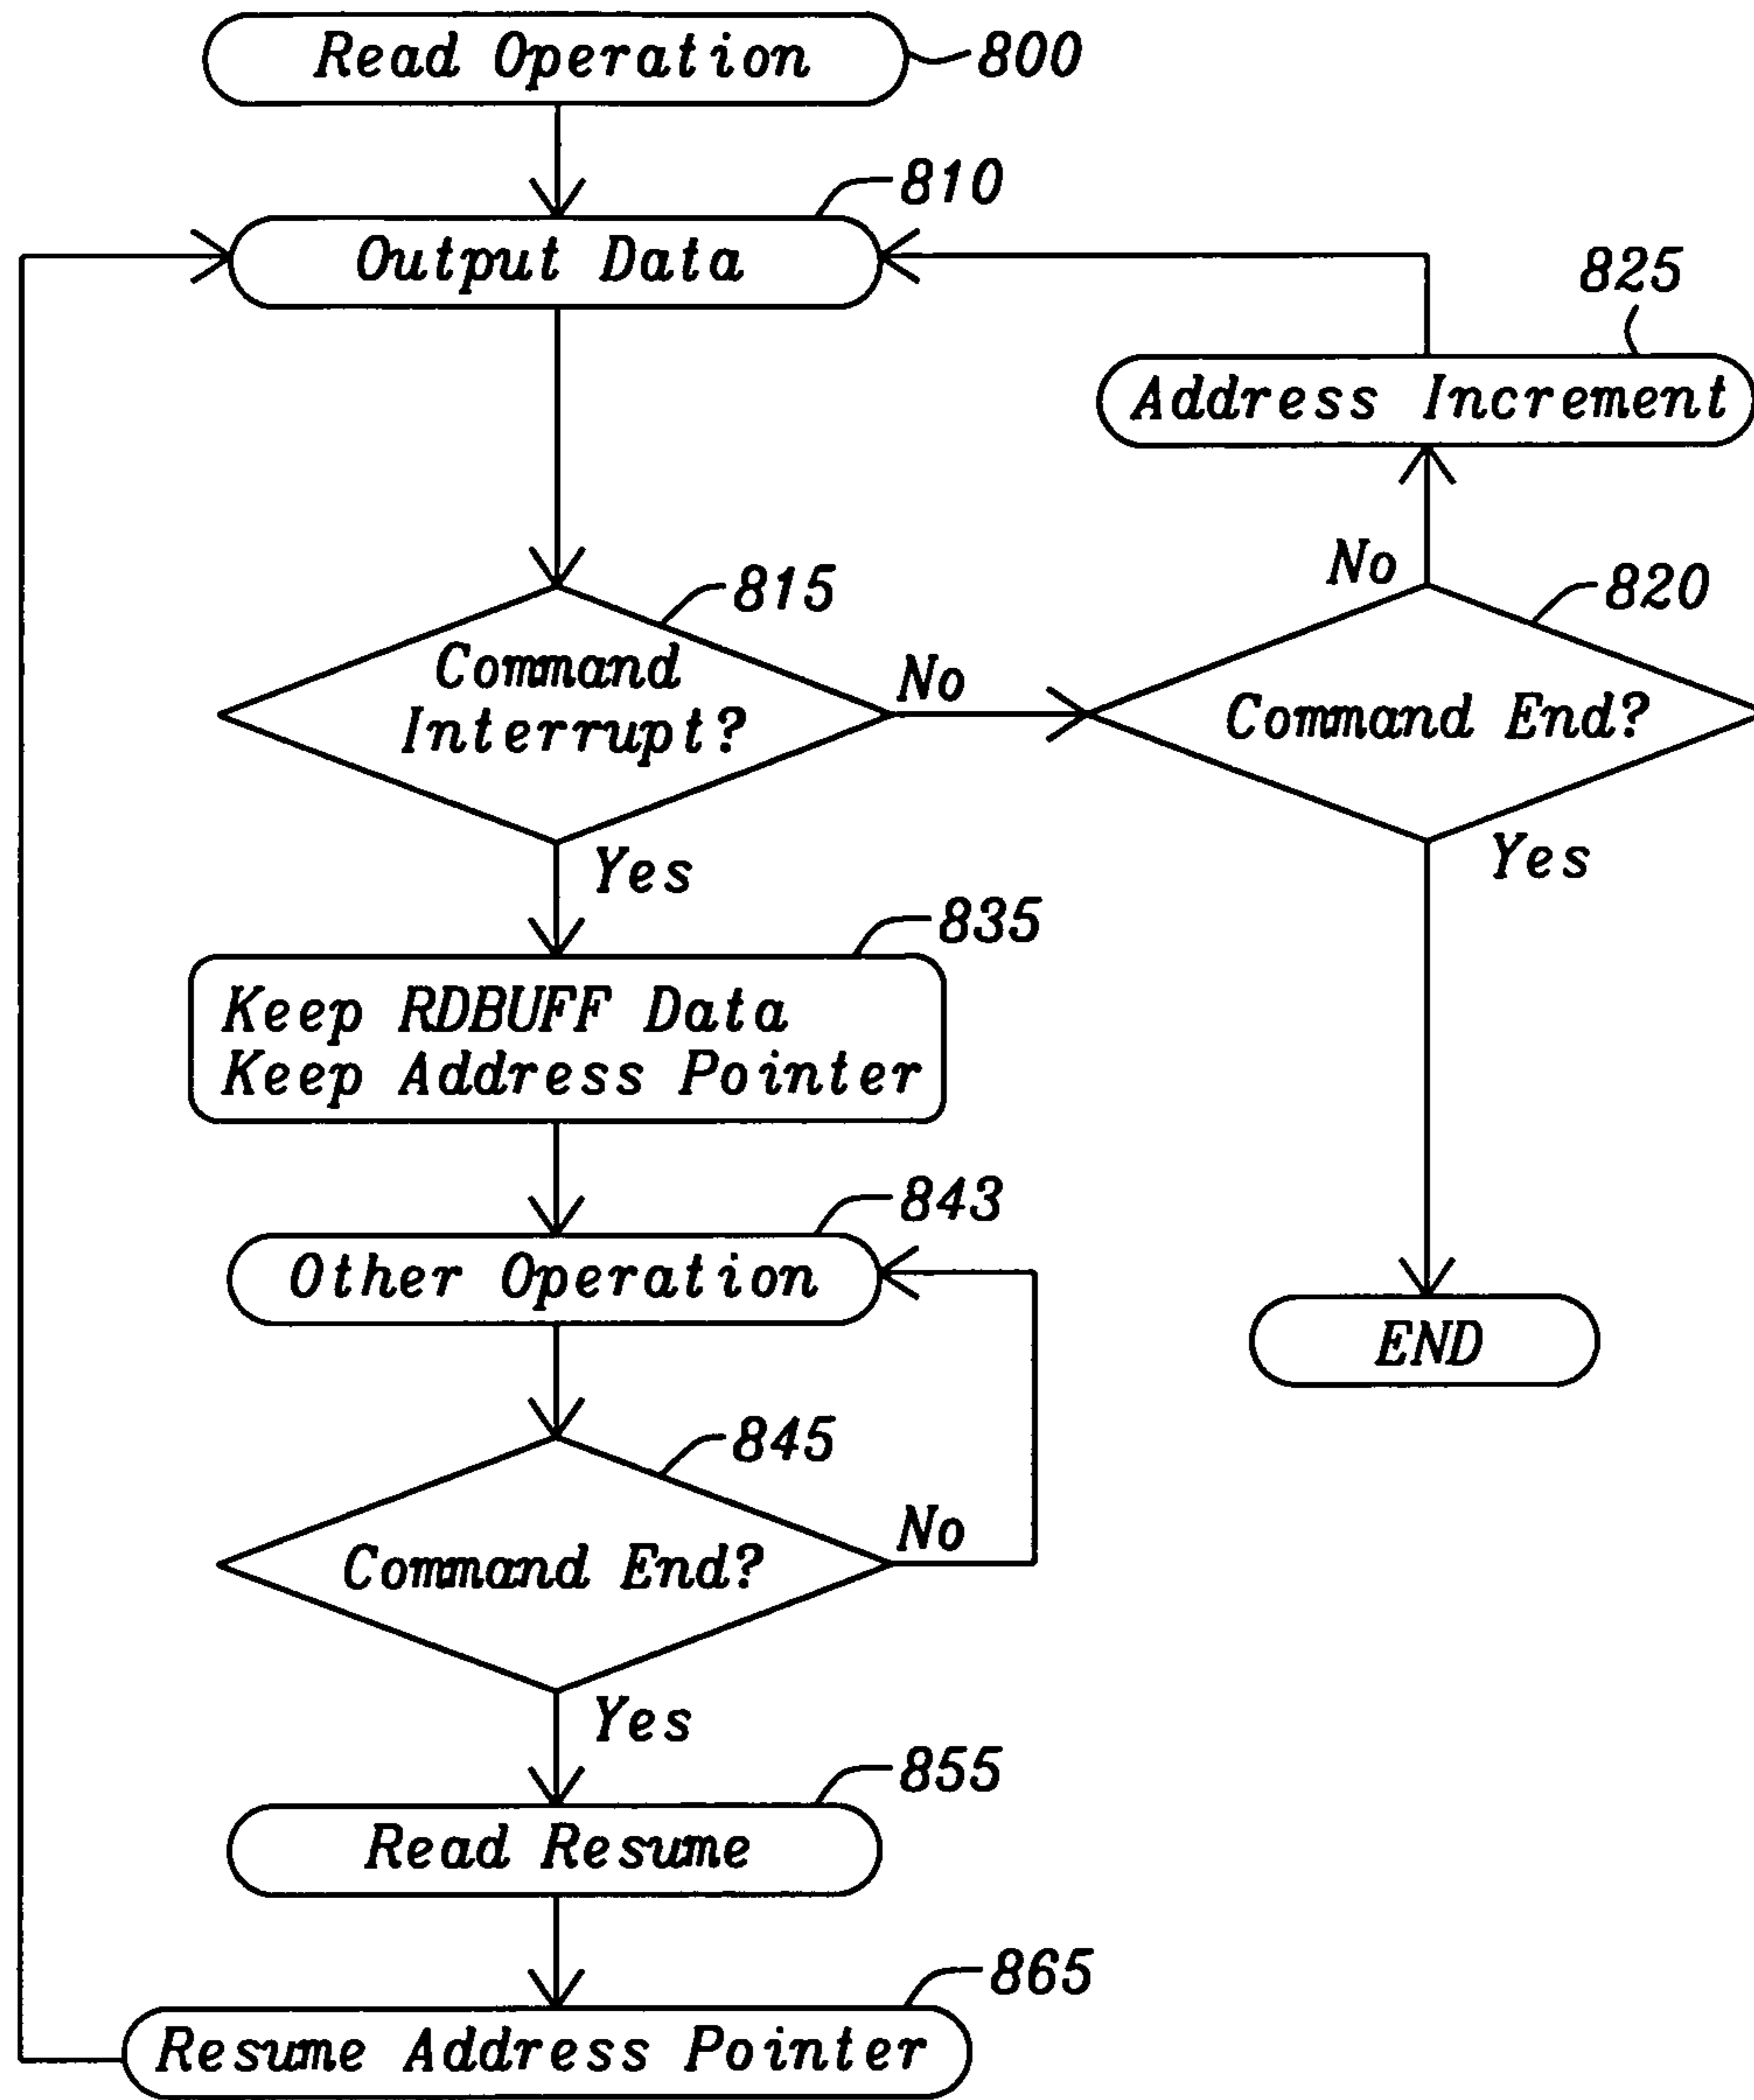 Read Operation
800
810
Output Data
825
Address Increment
No
815
820
Command
Interrupt?
No
Command End?
Yes
Yes
835
Keep RDBUFF Data
Keep Address Pointer
843
Other Operation
END
845
No
Command End?
Yes
855
Read Resume
865
Resume Address Pointer